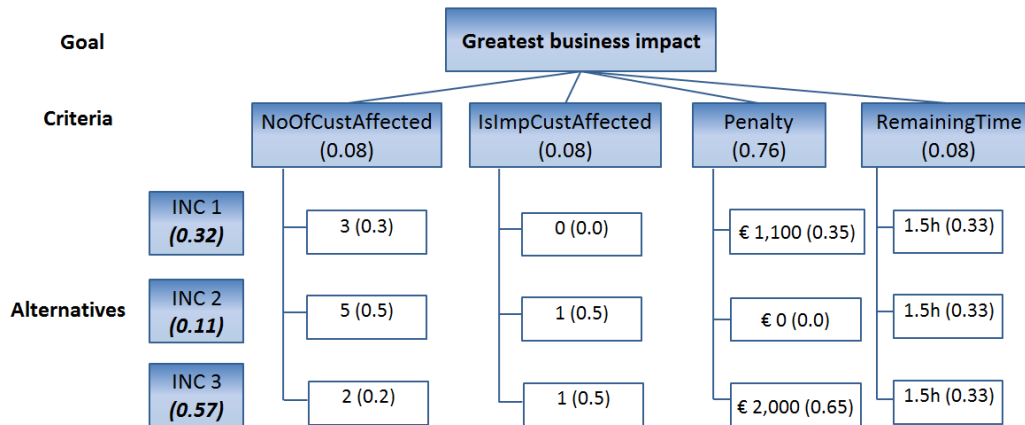 Goal
Greatest business impact
Criteria
NoOfCustAffected
(0.08)
IsImpCustAffected
(0.08)
Penalty
(0.76)
RemainingTime
(0.08)
Alternatives
INC 1
(0.32)
3 (0.3)
0 (0.0)
€ 1,100 (0.35)
1.5h (0.33)
INC 2
(0.11)
5 (0.5)
1 (0.5)
€ 0 (0.0)
1.5h (0.33)
INC 3
(0.57)
2 (0.2)
1 (0.5)
€ 2,000 (0.65)
1.5h (0.33)